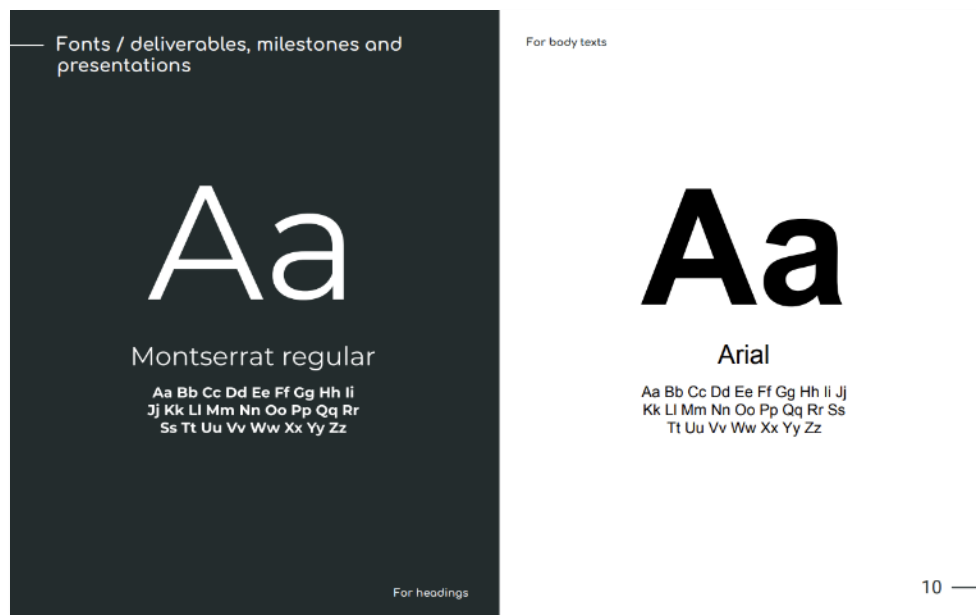 Fonts / deliverables, milestones and
presentations
Aa
Montserrat regular
Aa Bb Cc Dd Ee Ff Gg Hh Ii
Jj Kk Ll Mm Nn Oo Pp Qq Rr
Ss Tt Uu Vv Ww Xx Yy Zz
For headings
For body texts
Aa
Arial
Aa Bb Cc Dd Ee Ff Gg Hh Ii Jj
Kk Ll Mm Nn Oo Pp Qq Rr Ss
Tt Uu Vv Ww Xx Yy Zz
10